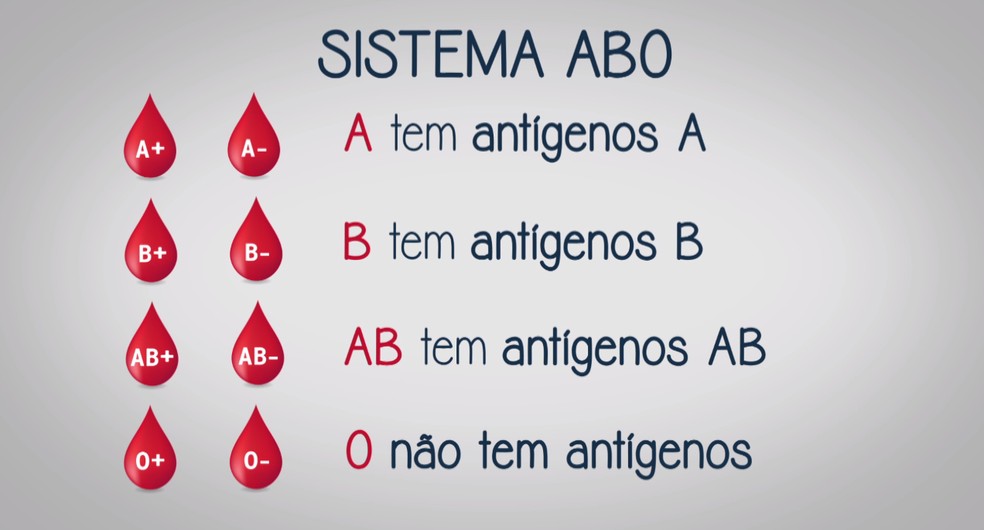 SISTEMA ABO
A+ A- A tem antígenos A
B+ B- B tem antígenos B
AB+ AB- AB tem antígenos AB
O+ O- O não tem antígenos